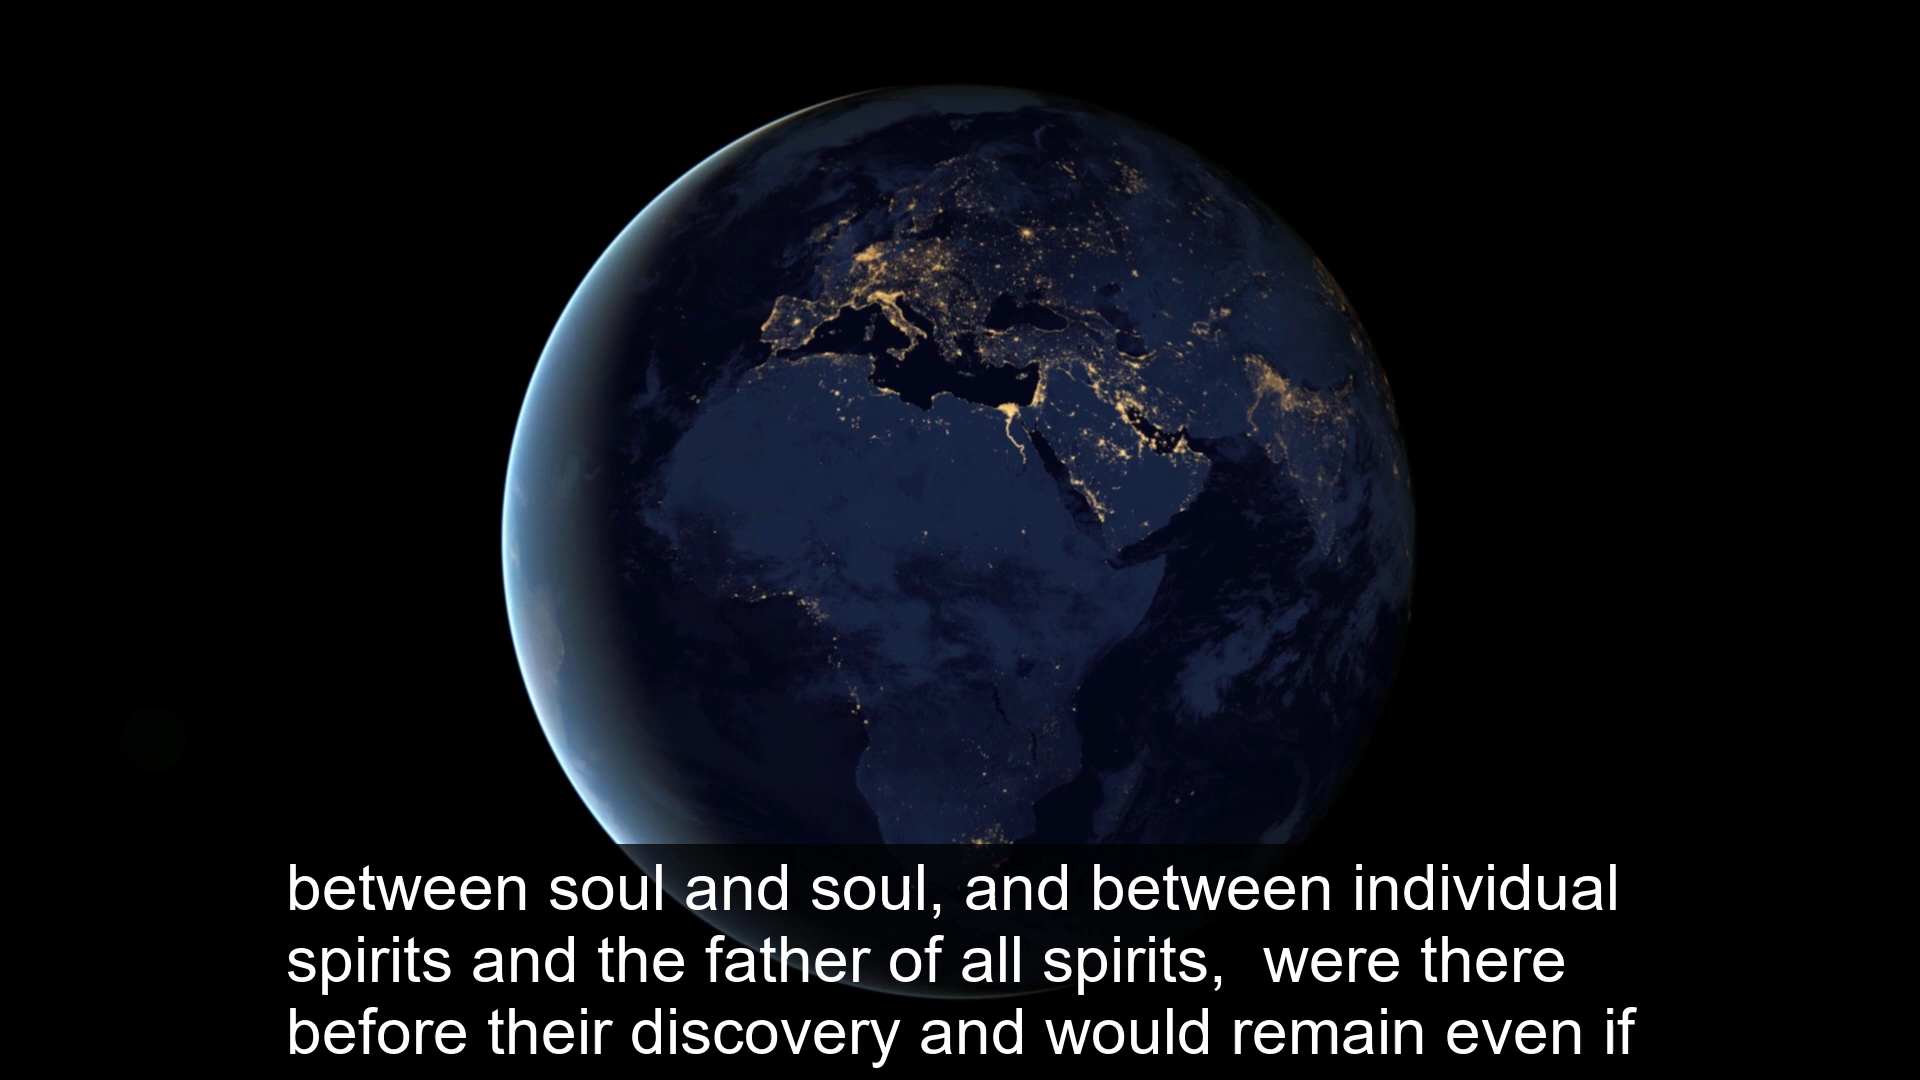 between soul and soul, and between individual
spirits and the father of all spirits,  were there
before their discovery and would remain even if